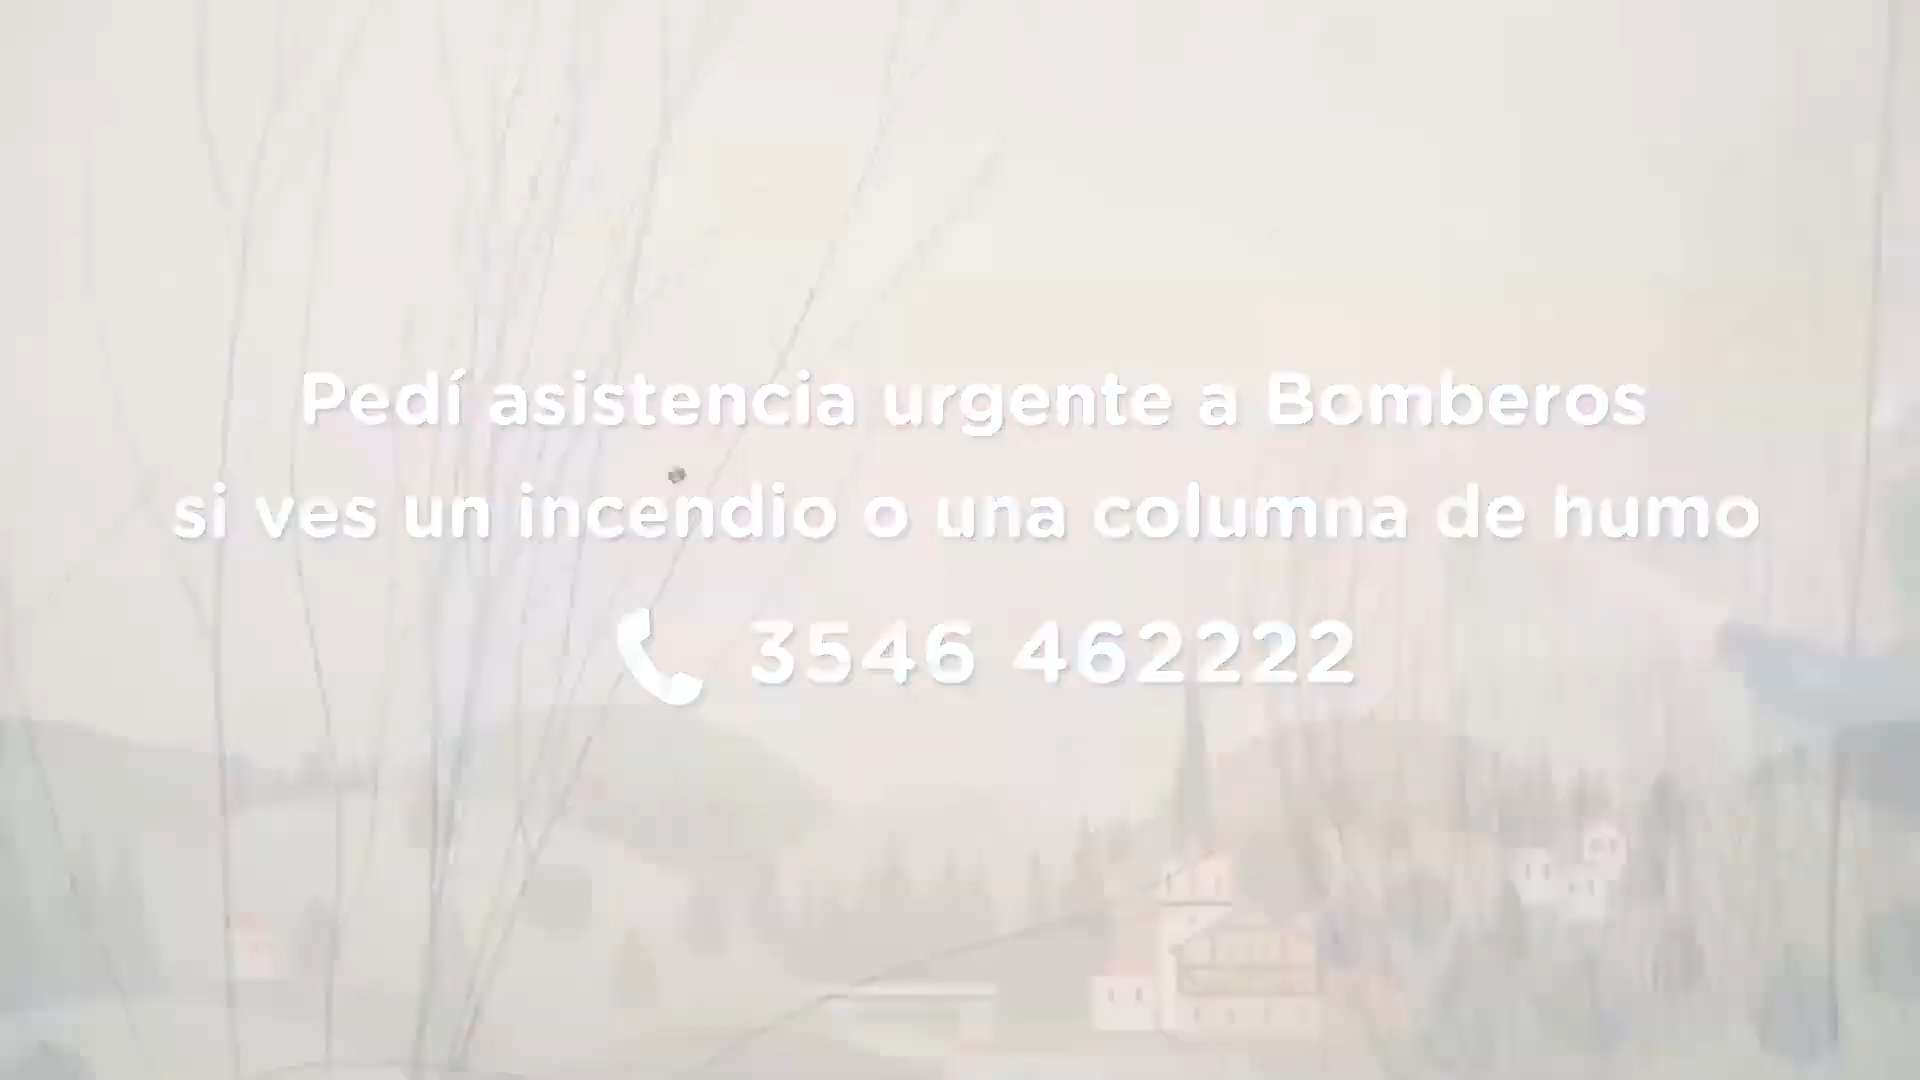 Pedí asistencia urgente a Bomberos
si ves un incendio o una columna de humo
3546 462222